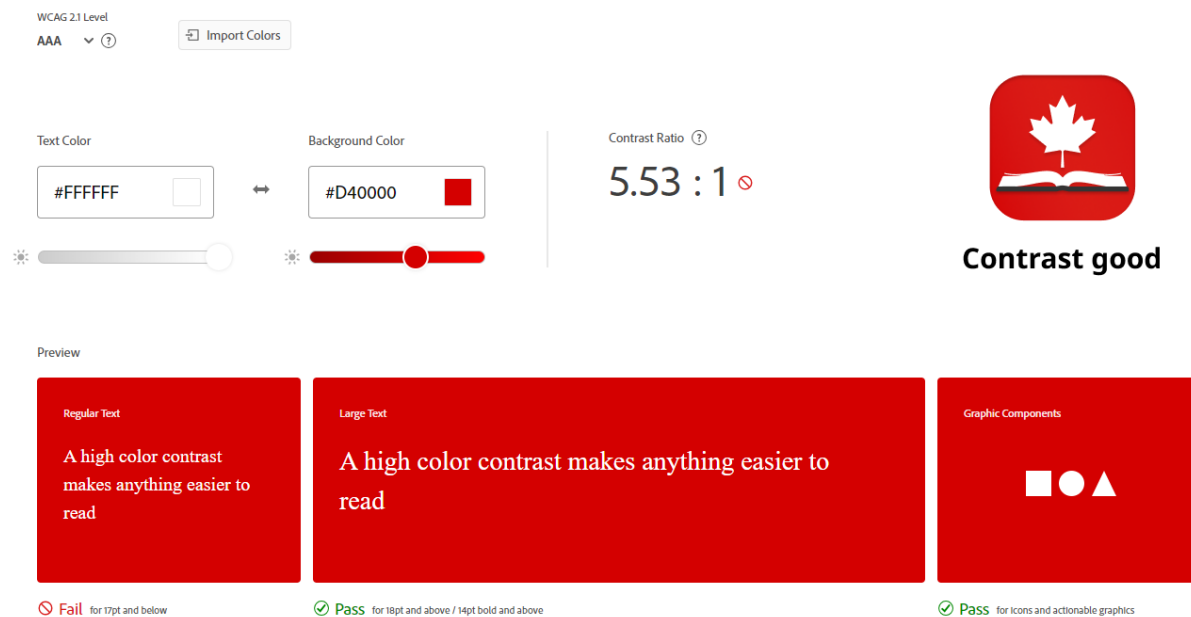 WCAG 2.1 Level
AAA
Import Colors
Text Color
Background Color
Contrast Ratio
#FFFFFF
#D40000
5.53 : 1
Contrast good
Preview
Regular Text
A high color contrast
makes anything easier to
read
Large Text
A high color contrast makes anything easier to
read
Graphic Components
Fail for 17pt and below
Pass for 18pt and above / 14pt bold and above
Pass for icons and actionable graphics